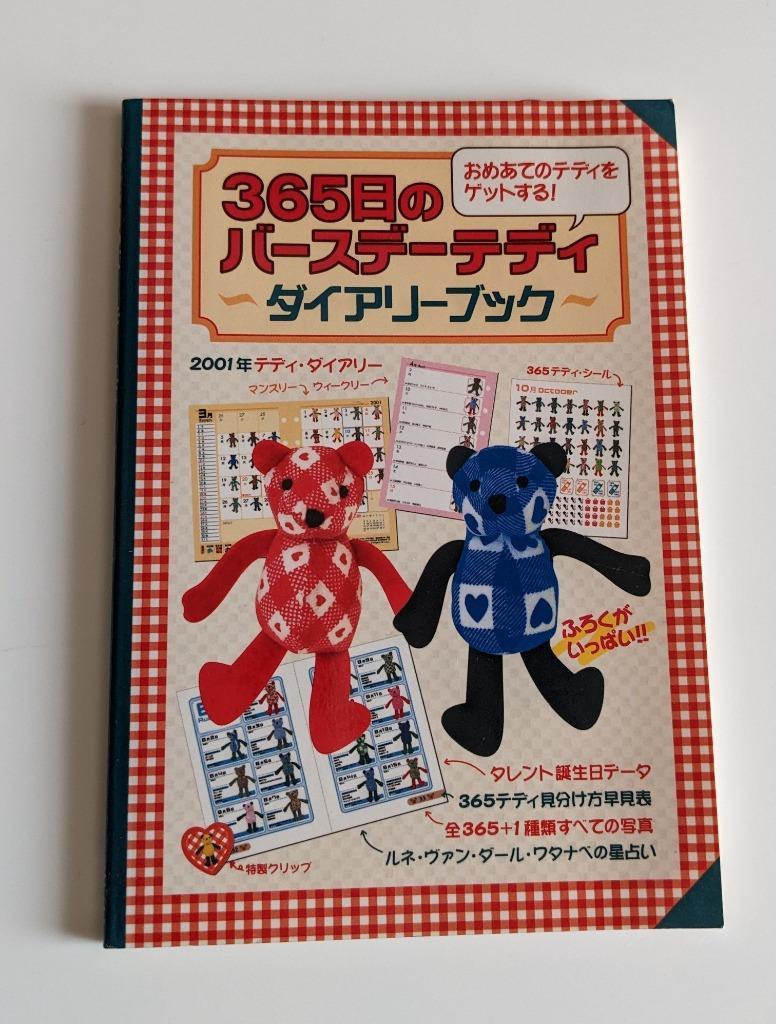 おめあてのテディを
ゲットする!
365日の
バースデーテディ
~ダイアリーブック~
2001年テディ・ダイアリー
マンスリー ウィークリー
365テディ・シール
3月
2001
10月 October
ふろくが
いっぱい!!
タレント誕生日データ
365テディ見分け方早見表
全365+1種類すべての写真
ルネ・ヴァン・ダール・ワタナベの星占い
特製クリップ